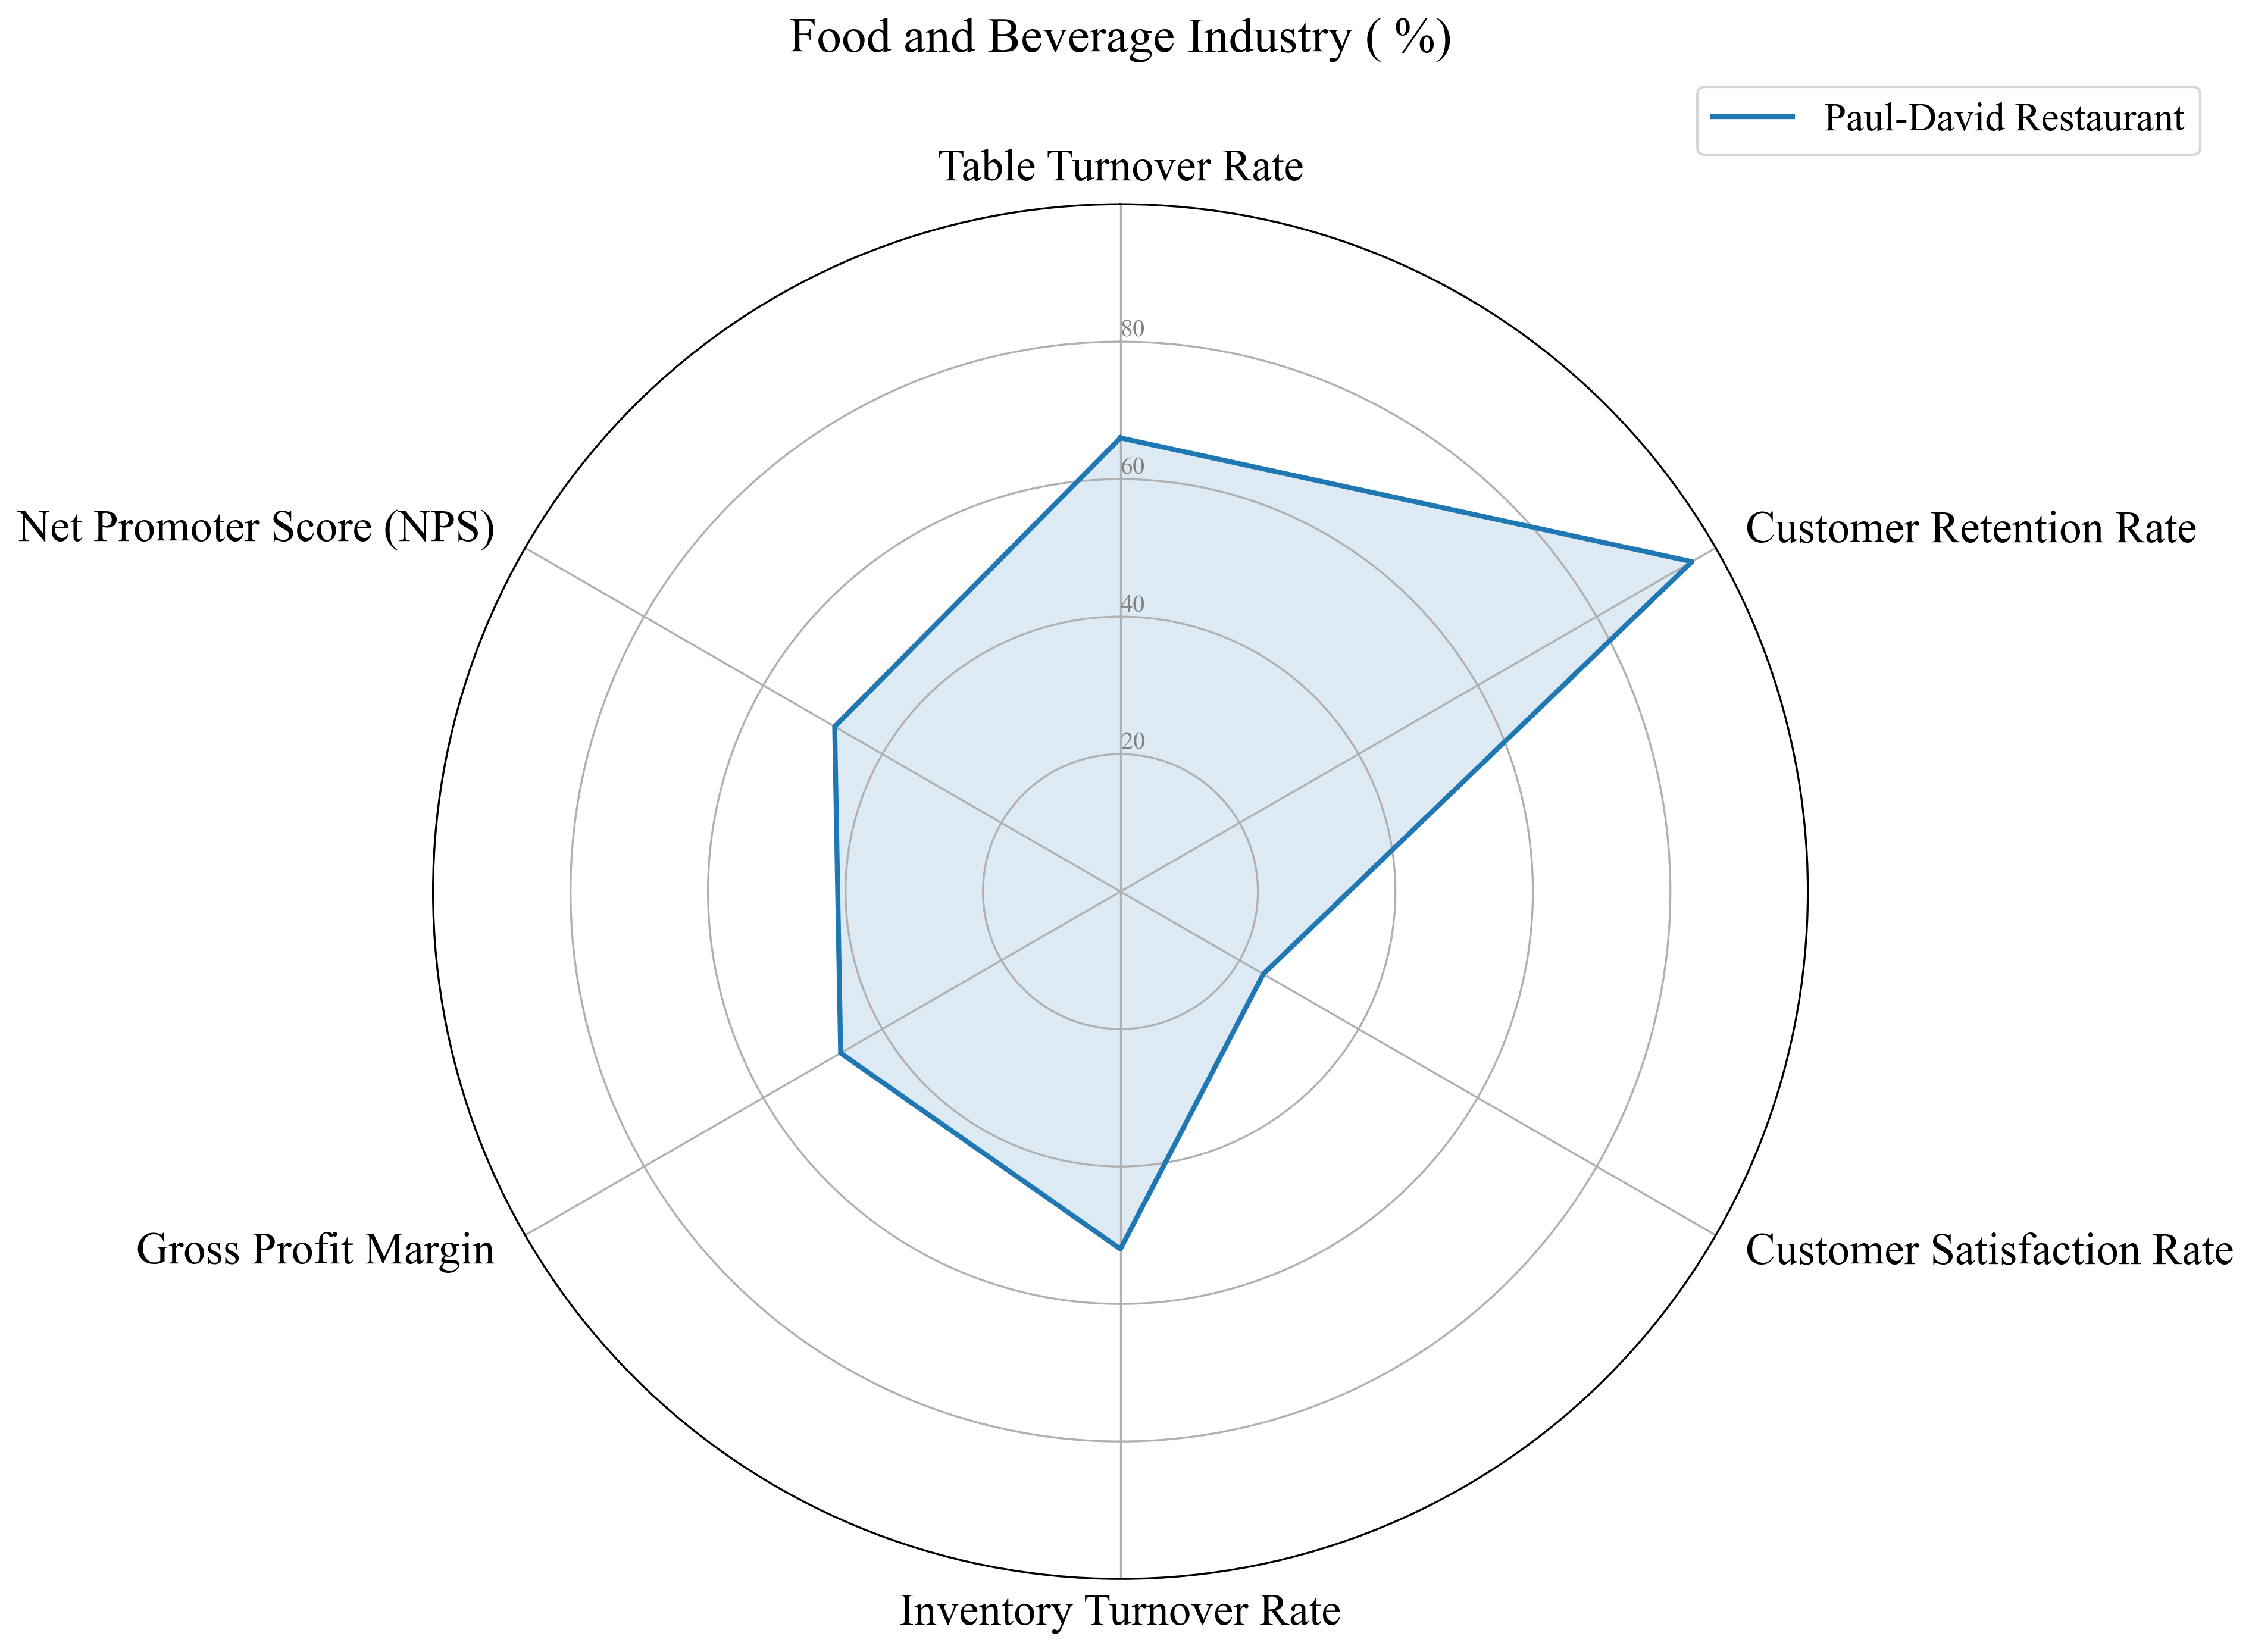 Food and Beverage Industry ( %)
Paul-David Restaurant
Table Turnover Rate
80
60
Net Promoter Score (NPS)
Customer Retention Rate
40
20
Gross Profit Margin
Customer Satisfaction Rate
Inventory Turnover Rate